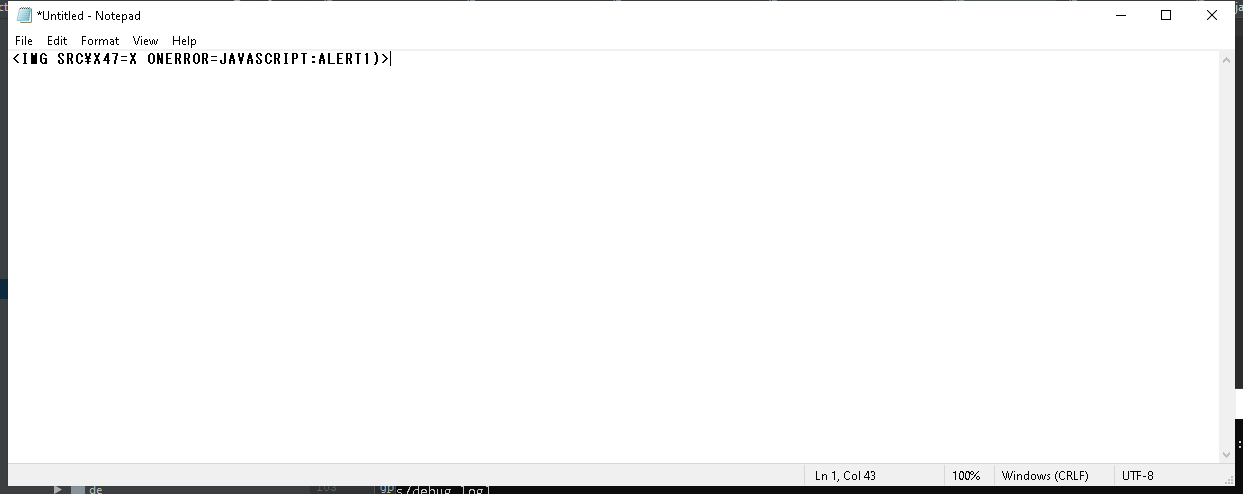 *Untitled - Notepad
File Edit Format View Help
<IMG SRC¥X47=X ONERROR=JAVASCRIPT:ALERT1)>
Ln 1, Col 43 100% Windows (CRLF) UTF-8
de 103 s/debug.log]